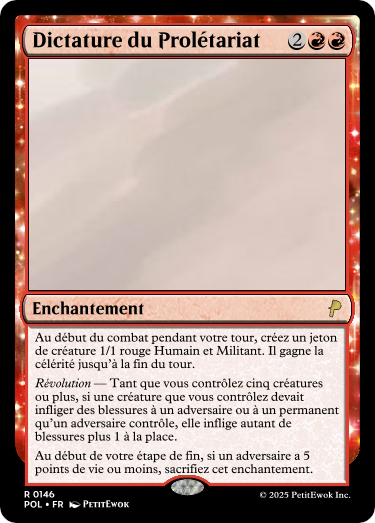 Dictature du Prolétariat 2
Enchantement
Au début du combat pendant votre tour, créez un jeton
de créature 1/1 rouge Humain et Militant. Il gagne la
célérité jusqu'à la fin du tour.
Révolution — Tant que vous contrôlez cinq créatures
ou plus, si une créature que vous contrôlez devait
infliger des blessures à un adversaire ou à un permanent
qu'un adversaire contrôle, elle inflige autant de
blessures plus 1 à la place.
Au début de votre étape de fin, si un adversaire a 5
points de vie ou moins, sacrifiez cet enchantement.
R 0146
POL • FR PetitEwok
© 2025 PetitEwok Inc.